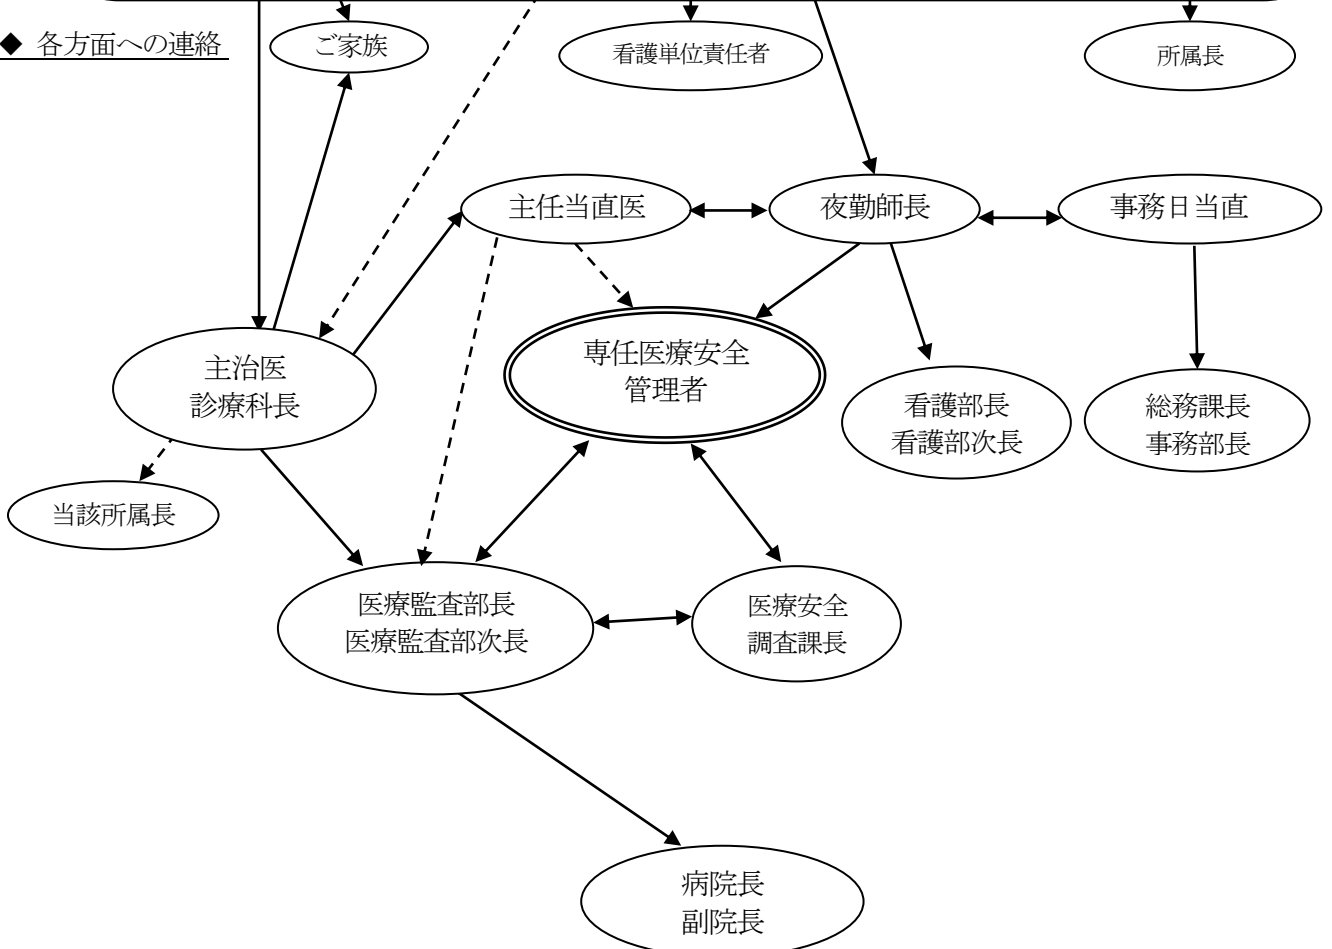 ◆ 各方面への連絡
ご家族
看護単位責任者
所属長
主任当直医
夜勤師長
事務日当直
主治医
診療科長
専任医療安全
管理者
看護部長
看護部次長
総務課長
事務部長
当該所属長
医療監査部長
医療監査部次長
医療安全
調査課長
病院長
副院長